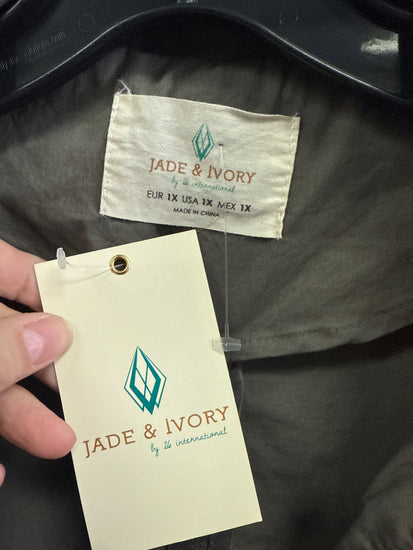 JADE & IVORY
by 26 international
EUR 1X USA 1X MEX 1X
MADE IN CHINA
JADE & IVORY
by 26 international